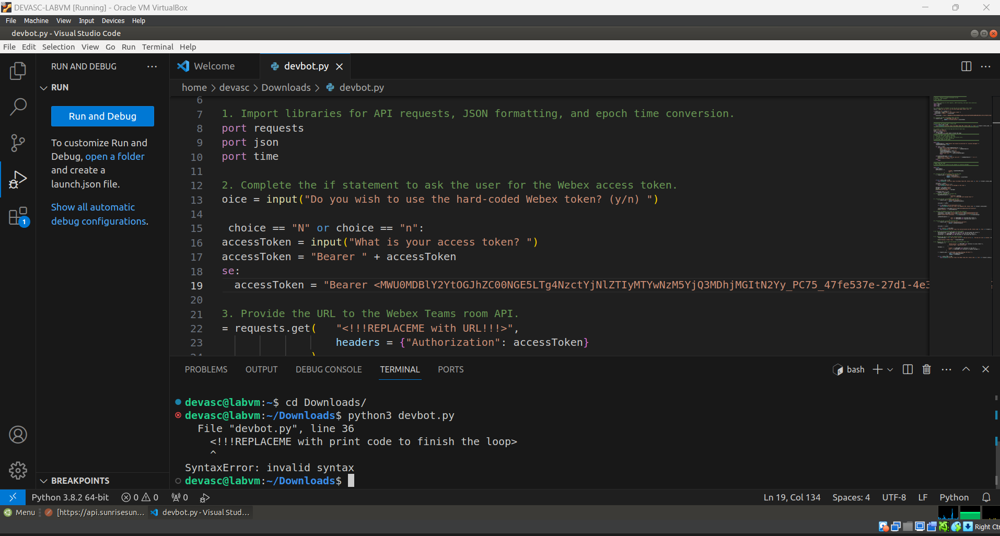 DEVASC-LABVM [Running] - Oracle VM VirtualBox
File Machine View Input Devices Help
devbot.py - Visual Studio Code
File Edit Selection View Go Run Terminal Help
RUN AND DEBUG
RUN
Run and Debug
To customize Run and
Debug, open a folder
and create a
launch.json file.
Show all automatic
debug configurations.
1
BREAKPOINTS
Welcome
devbot.py
home > devasc > Downloads > devbot.py
6
7 1. Import libraries for API requests, JSON formatting, and epoch time conversion.
8 port requests
9 port json
10 port time
11
12 2. Complete the if statement to ask the user for the Webex access token.
13 oice = input("Do you wish to use the hard-coded Webex token? (y/n) ")
14
15 choice == "N" or choice == "n":
16 accessToken = input("What is your access token? ")
17 accessToken = "Bearer " + accessToken
18 se:
19 accessToken = "Bearer <MWU0MDBlY2YtOGJhZC00NGE5LTg4NzctYjNlZTIyMTYwNzM5YjQ3MDhjMGItN2Yy_PC75_47fe537e-27d1-4e3
20
21 3. Provide the URL to the Webex Teams room API.
22 = requests.get( "<!!!REPLACEME with URL!!!>",
23 headers = {"Authorization": accessToken}
24 )
PROBLEMS OUTPUT DEBUG CONSOLE TERMINAL PORTS
bash
devasc@labvm:~$ cd Downloads/
devasc@labvm:~/Downloads$ python3 devbot.py
File "devbot.py", line 36
<!!!REPLACEME with print code to finish the loop>
^
SyntaxError: invalid syntax
devasc@labvm:~/Downloads$
Python 3.8.2 64-bit 0 0 0 Ln 19, Col 134 Spaces: 4 UTF-8 LF Python
Menu [https://api.sunrisesun... devbot.py - Visual Stud...
Right Ctr